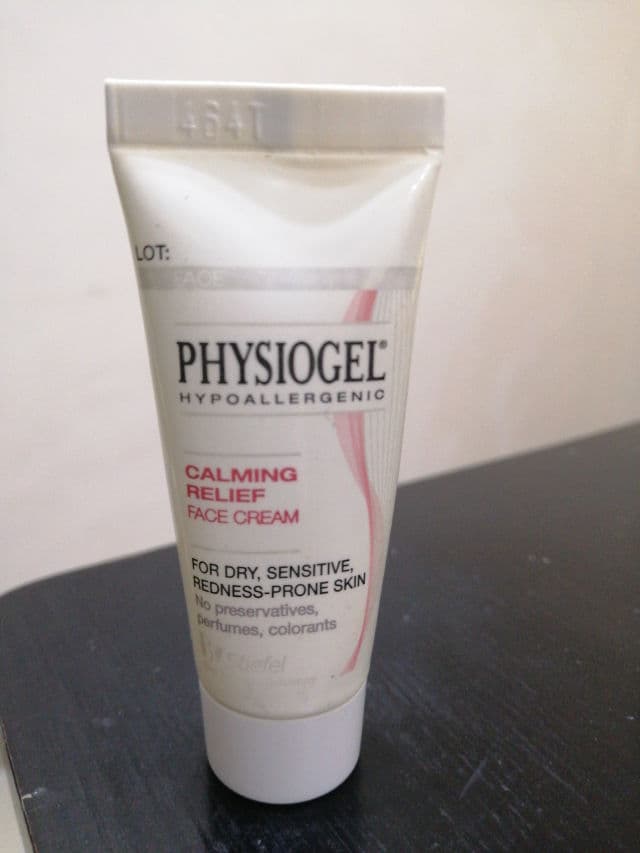 464T
LOT:
FACE
PHYSIOGEL®
HYPOALLERGENIC
CALMING
RELIEF
FACE CREAM
FOR DRY, SENSITIVE,
REDNESS-PRONE SKIN
No preservatives,
perfumes, colorants
Stiefel